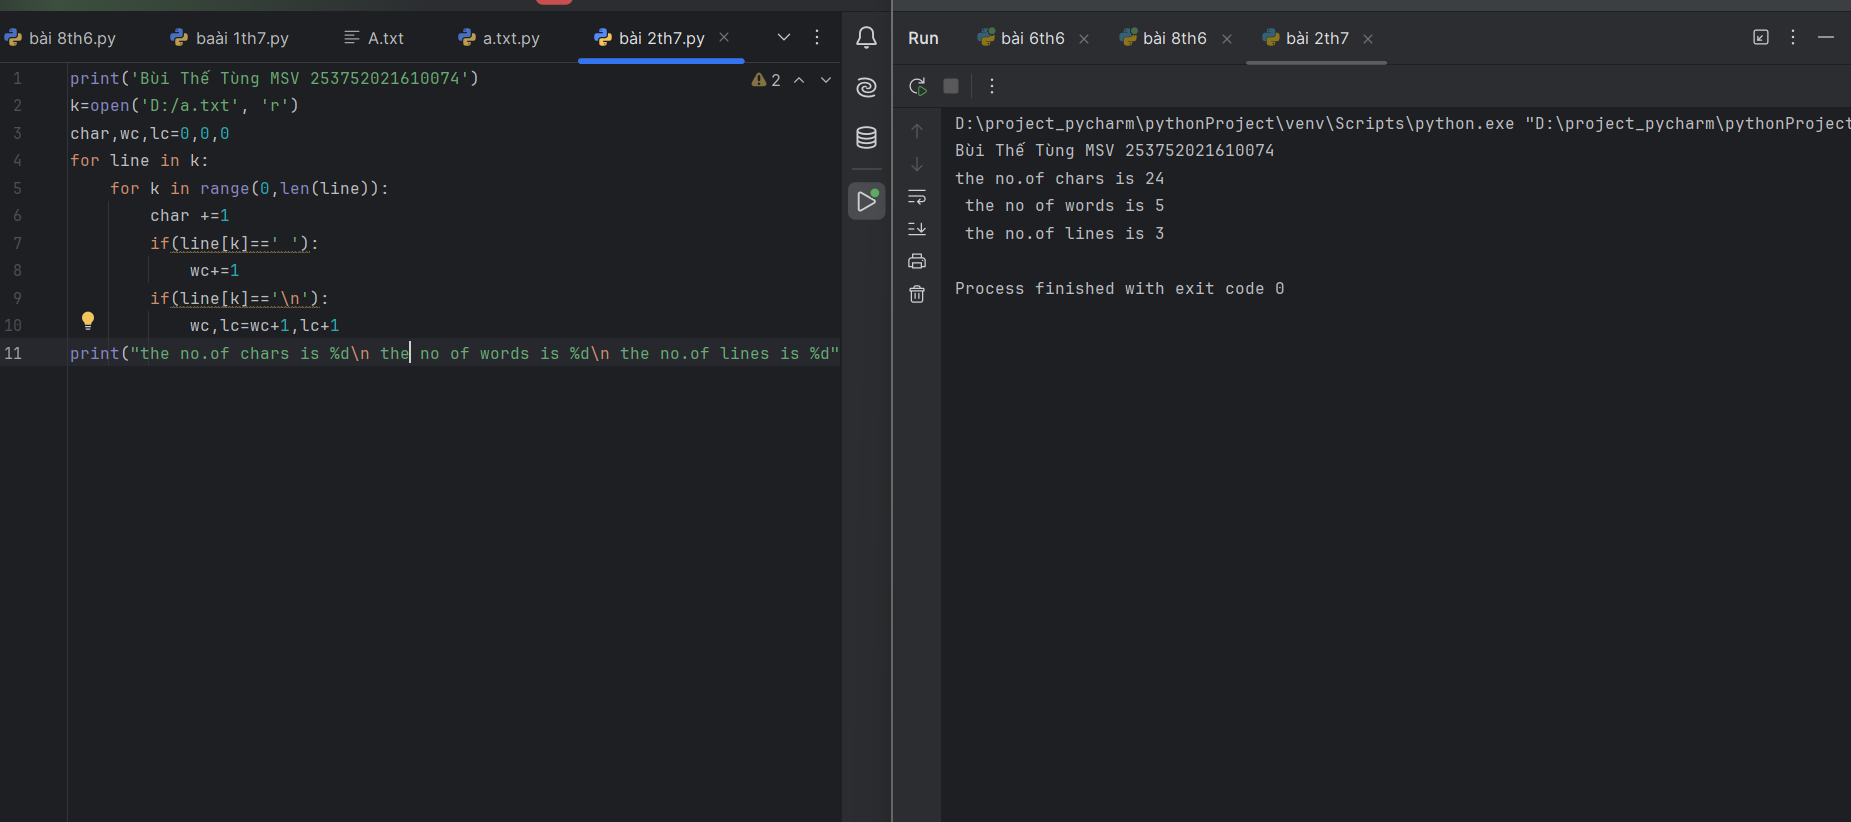 bài 8th6.py baài 1th7.py A.txt a.txt.py bài 2th7.py
1 print('Bùi Thế Tùng MSV 253752021610074') 2
2 k=open('D:/a.txt', 'r')
3 char,wc,lc=0,0,0
4 for line in k:
5 for k in range(0,len(line)):
6 char +=1
7 if(line[k]==' '):
8 wc+=1
9 if(line[k]=='\n'):
10 wc,lc=wc+1,lc+1
11 print("the no.of chars is %d\n the no of words is %d\n the no.of lines is %d"
Run bài 6th6 bài 8th6 bài 2th7
D:\project_pycharm\pythonProject\venv\Scripts\python.exe "D:\project_pycharm\pythonProject
Bùi Thế Tùng MSV 253752021610074
the no.of chars is 24
the no of words is 5
the no.of lines is 3
Process finished with exit code 0